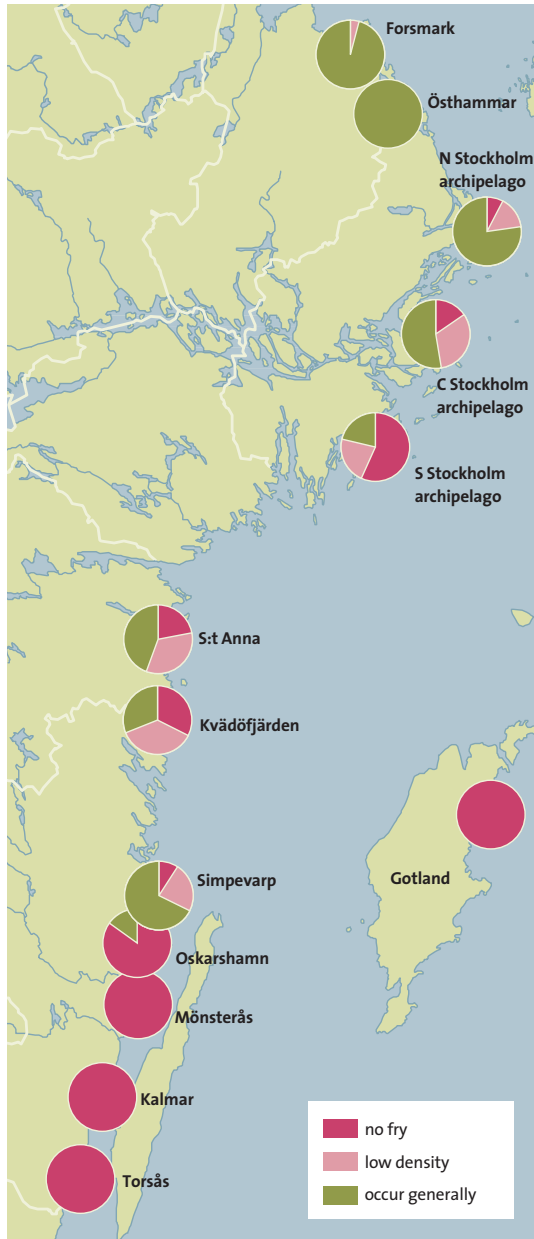 Forsmark
Östhammar
N Stockholm
archipelago
C Stockholm
archipelago
S Stockholm
archipelago
S:t Anna
Kvädöfjärden
Simpevarp
Gotland
Oskarshamn
Mönsterås
Kalmar
Torsås
no fry
low density
occur generally